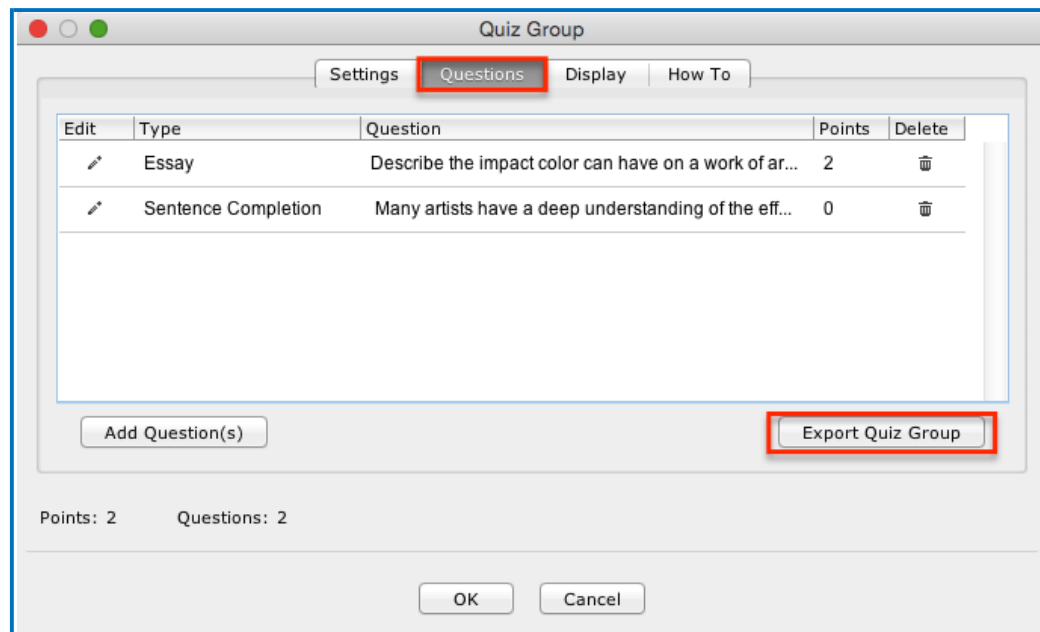 Quiz Group
Settings Questions Display How To
Edit Type Question Points Delete
Essay Describe the impact color can have on a work of ar... 2
Sentence Completion Many artists have a deep understanding of the eff... 0
Add Question(s) Export Quiz Group
Points: 2 Questions: 2
OK Cancel